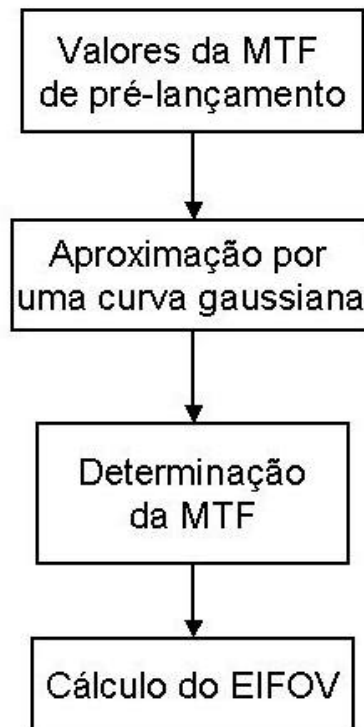 Valores da MTF
de pré-lançamento
Aproximação por
uma curva gaussiana
Determinação
da MTF
Cálculo do EIFOV